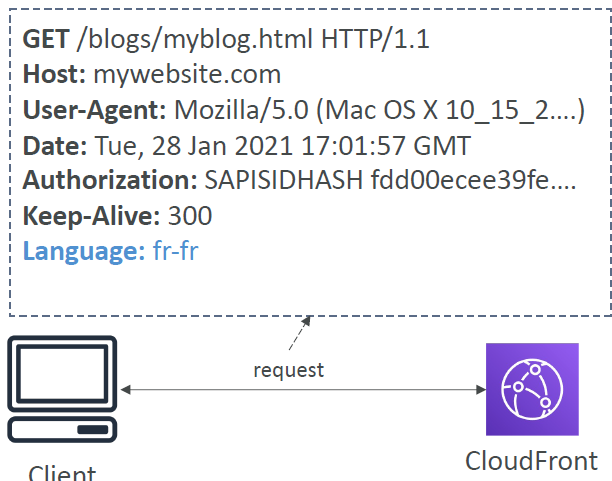 GET /blogs/myblog.html HTTP/1.1
Host: mywebsite.com
User-Agent: Mozilla/5.0 (Mac OS X 10_15_2....)
Date: Tue, 28 Jan 2021 17:01:57 GMT
Authorization: SAPISIDHASH fdd00ecee39fe....
Keep-Alive: 300
Language: fr-fr
request
Client
CloudFront